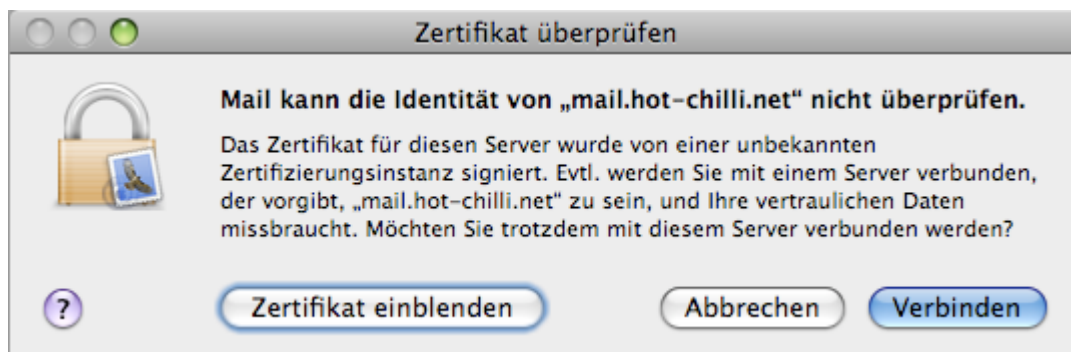 Zertifikat überprüfen
Mail kann die Identität von „mail.hot-chilli.net“ nicht überprüfen.
Das Zertifikat für diesen Server wurde von einer unbekannten
Zertifizierungsinstanz signiert. Evtl. werden Sie mit einem Server verbunden,
der vorgibt, „mail.hot-chilli.net“ zu sein, und Ihre vertraulichen Daten
missbraucht. Möchten Sie trotzdem mit diesem Server verbunden werden?
? Zertifikat einblenden Abbrechen Verbinden